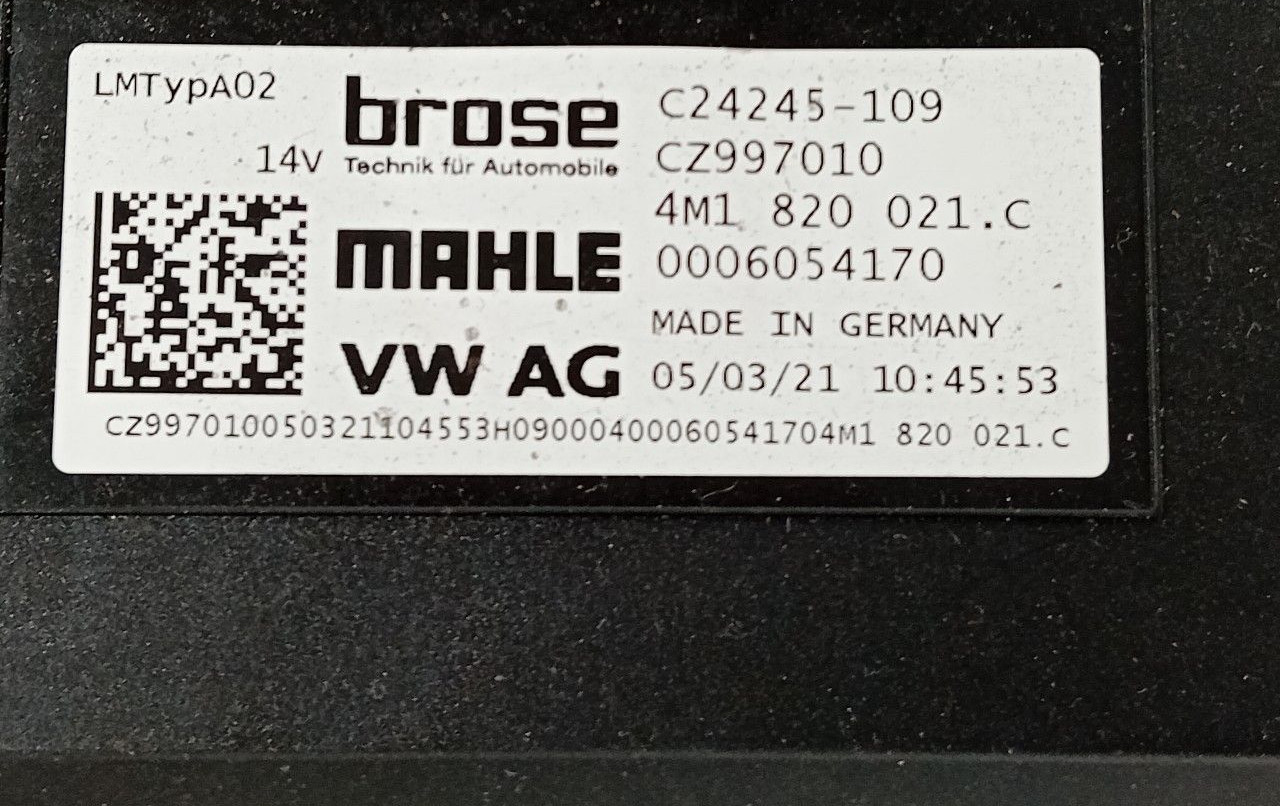 LMTypA02
14V
brose
Technik für Automobile
MAHLE
VW AG
C24245-109
CZ997010
4M1 820 021.C
0006054170
MADE IN GERMANY
05/03/21 10:45:53
CZ997010050321104553H09000400060541704M1 820 021.C